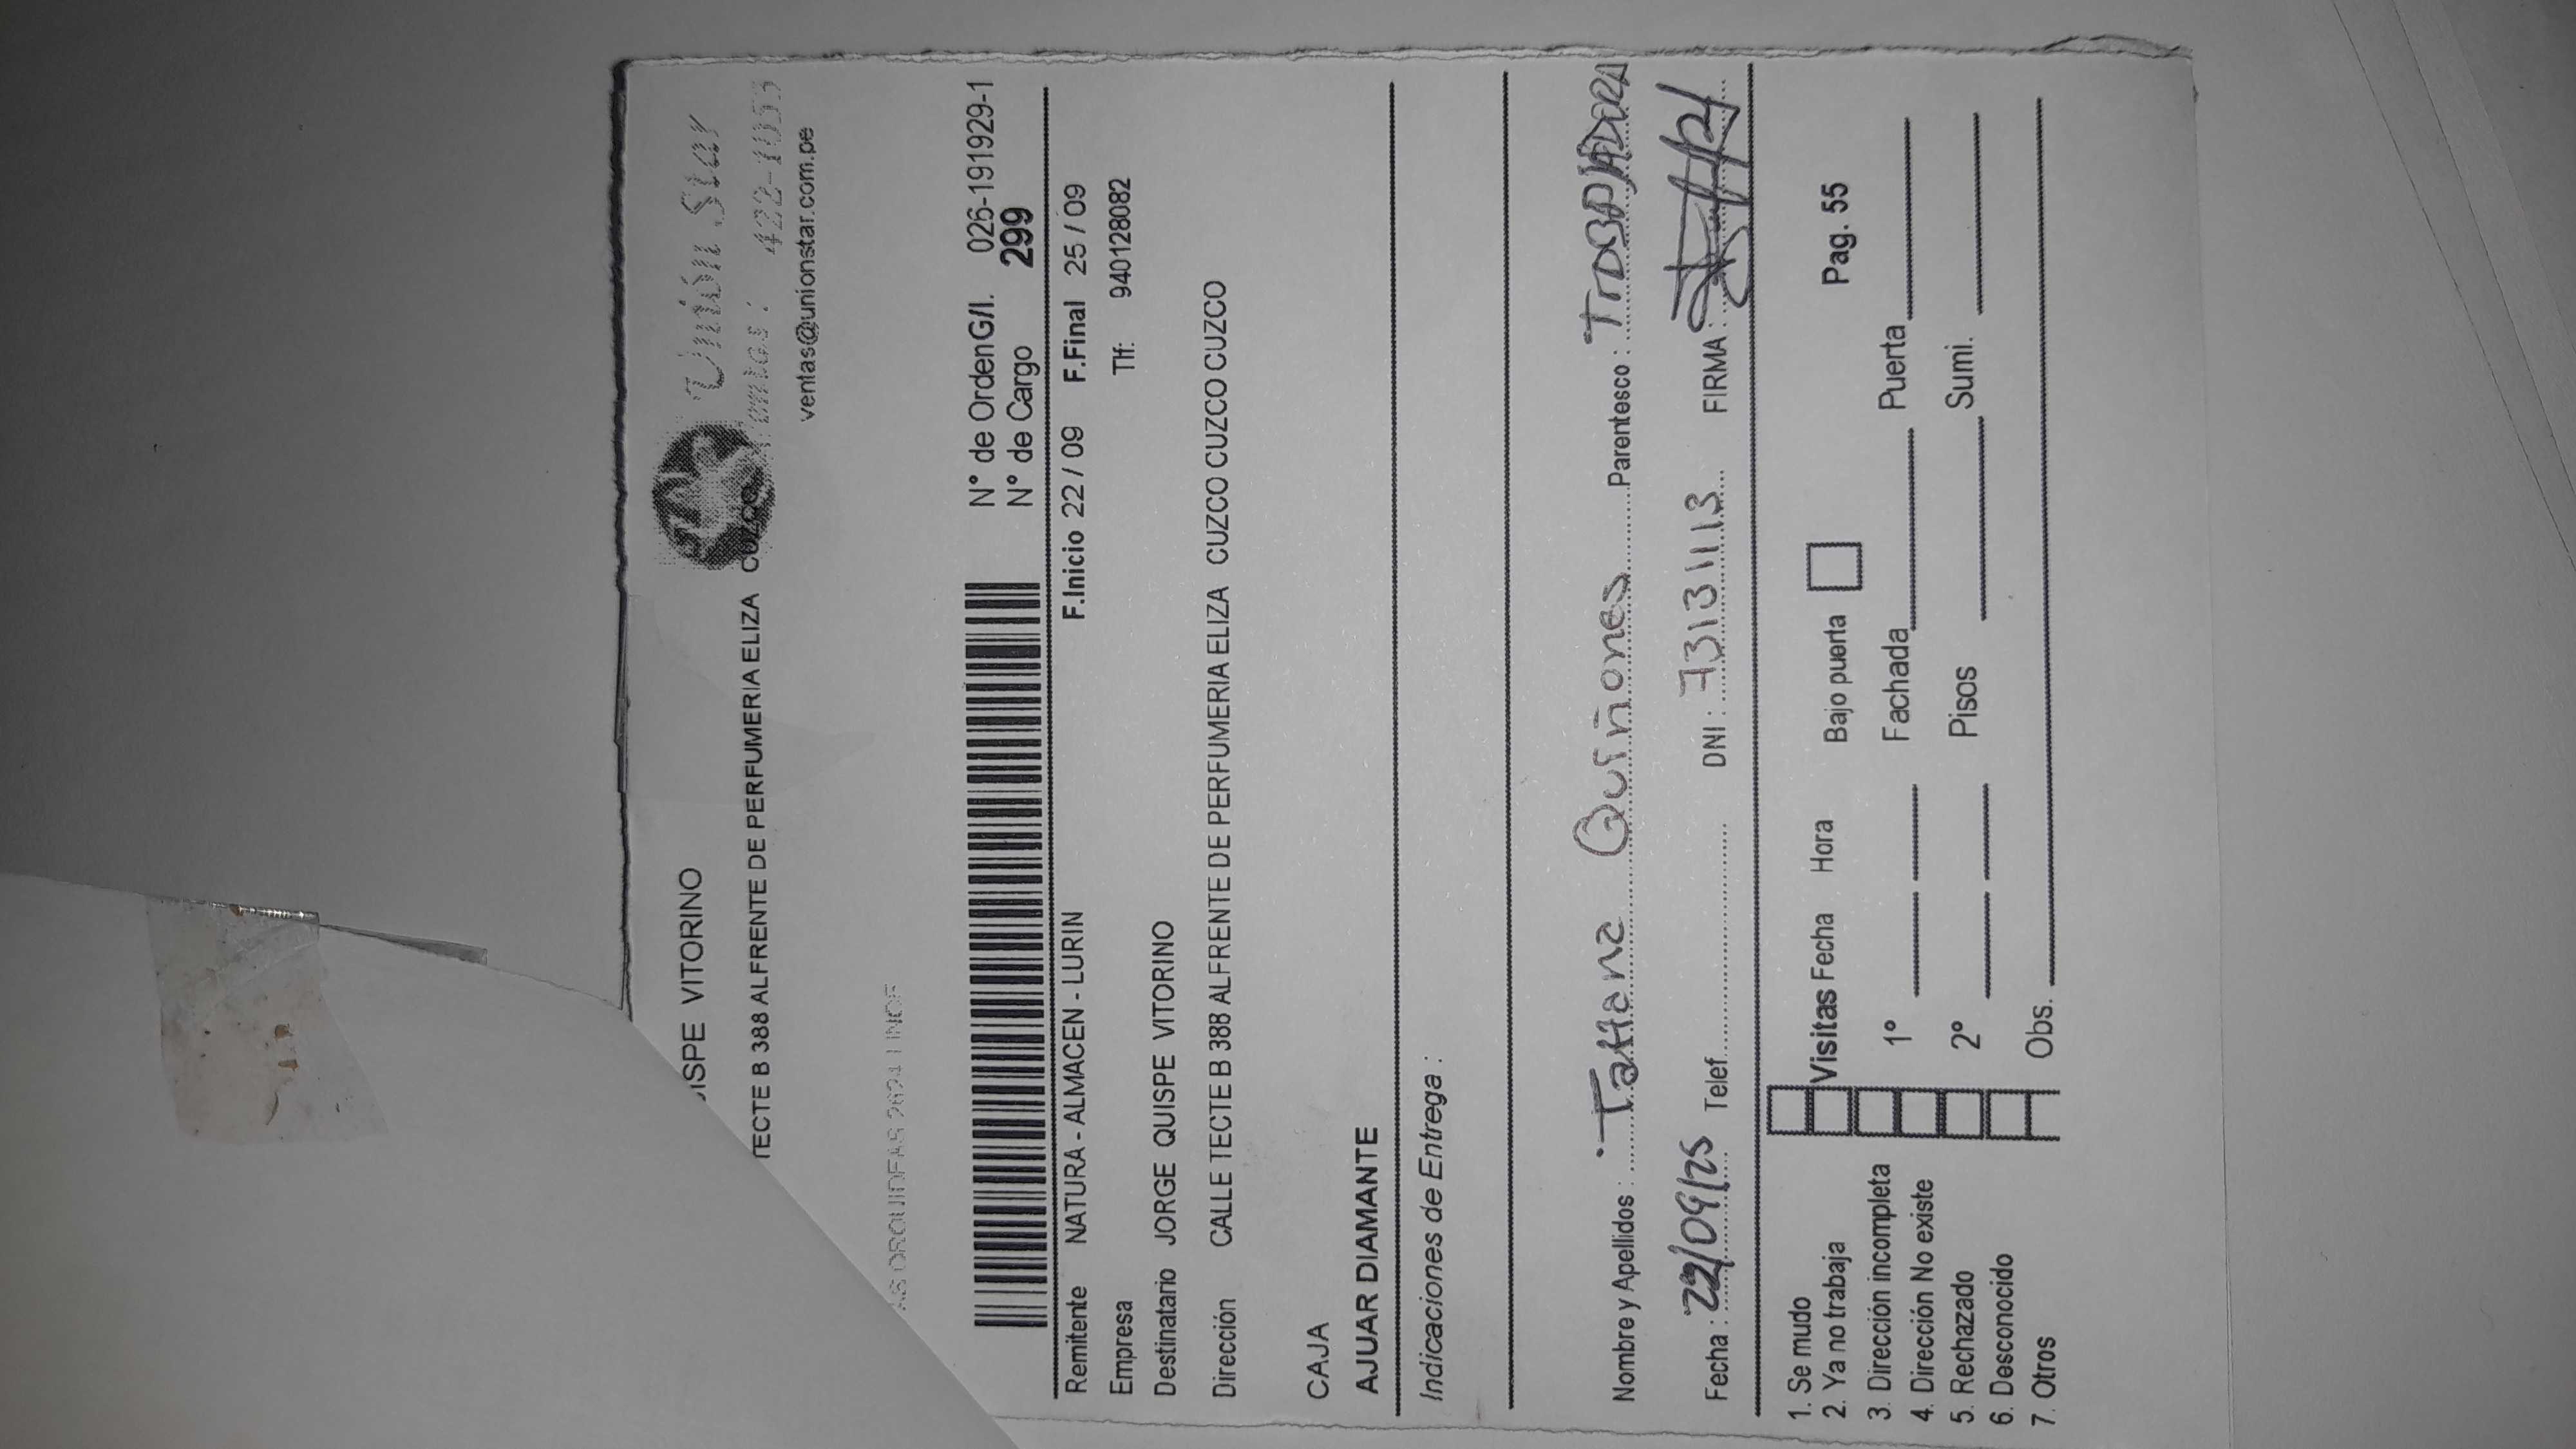 ISPE VITORINO
TECTE B 388 ALFRENTE DE PERFUMERIA ELIZA CUZCO
Unión Star
422-1053
ventas@unionstar.com.pe
N° de Orden G/I. 026-191929-1
N° de Cargo 299
F.Inicio 22 / 09 F.Final 25 / 09
Remitente NATURA - ALMACEN - LURIN
Empresa
Tlf: 940128082
Destinatario JORGE QUISPE VITORINO
Dirección CALLE TECTE B 388 ALFRENTE DE PERFUMERIA ELIZA CUZCO CUZCO CUZCO
CAJA
AJUAR DIAMANTE
Indicaciones de Entrega :
Nombre y Apellidos : Tatiana Quiñones Parentesco :
Fecha : 22/09/25 Telef. DNI : 73131113 FIRMA :
1. Se mudo
2. Ya no trabaja
3. Dirección incompleta
4. Dirección No existe
5. Rechazado
6. Desconocido
7. Otros
Visitas Fecha Hora Bajo puerta Pag. 55
1° Fachada Puerta
2° Pisos Sumi.
Obs.